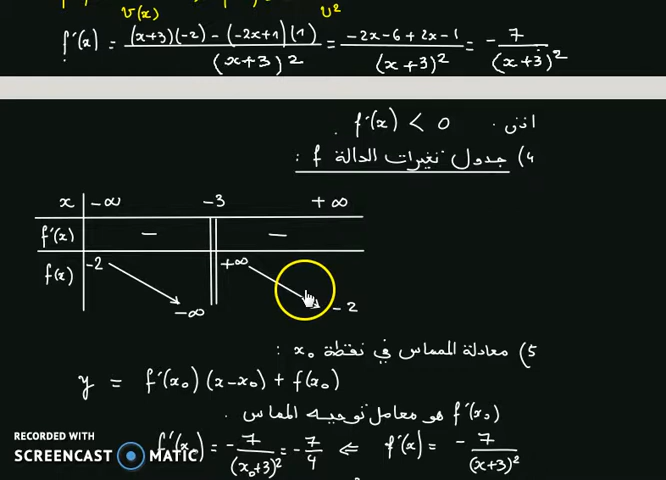 v(x) v²
f'(x) = (x+3)(-2) - (-2x+1)(1) / (x+3)² = -2x-6+2x-1 / (x+3)² = - 7 / (x+3)²
اذن . f'(x) < 0 .
4) جدول تغيرات الدالة f :
x -∞ -3 +∞
f'(x) - -
f(x) -2 -∞ +∞ -2
5) معادلة المماس في نقطة x₀ :
y = f'(x₀)(x-x₀) + f(x₀)
f'(x₀) هو معامل توجيه المماس .
f'(x) = - 7 / (x+3)² ⇐ f'(x₀) = - 7 / (x₀+3)² = - 7/4
RECORDED WITH
SCREENCAST MATIC